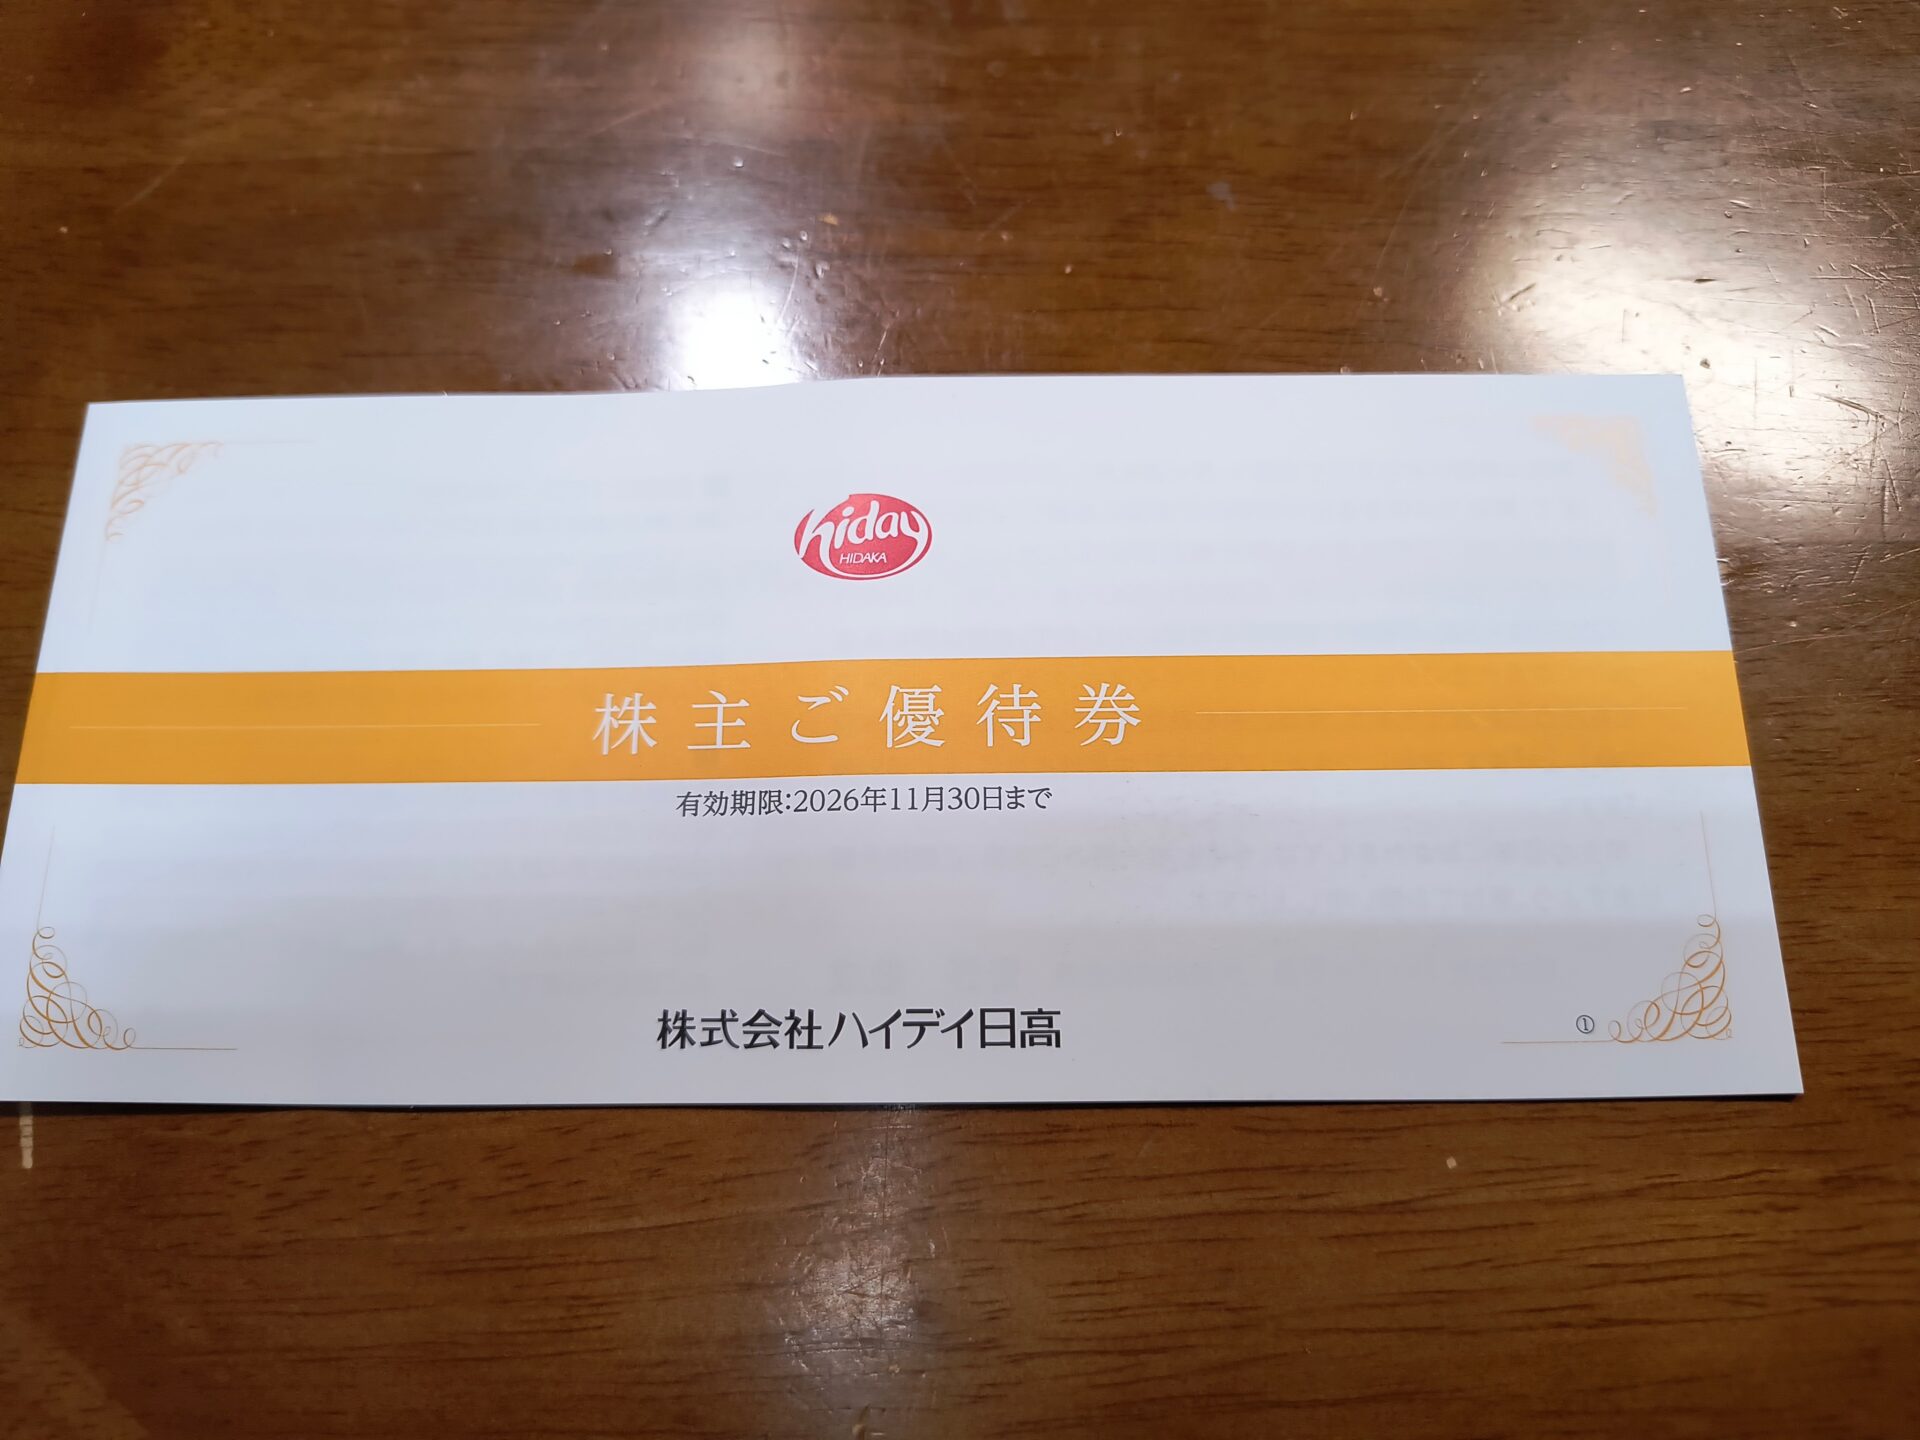 hiday
HIDAKA
株主ご優待券
有効期限:2026年11月30日まで
株式会社ハイデイ日高
①